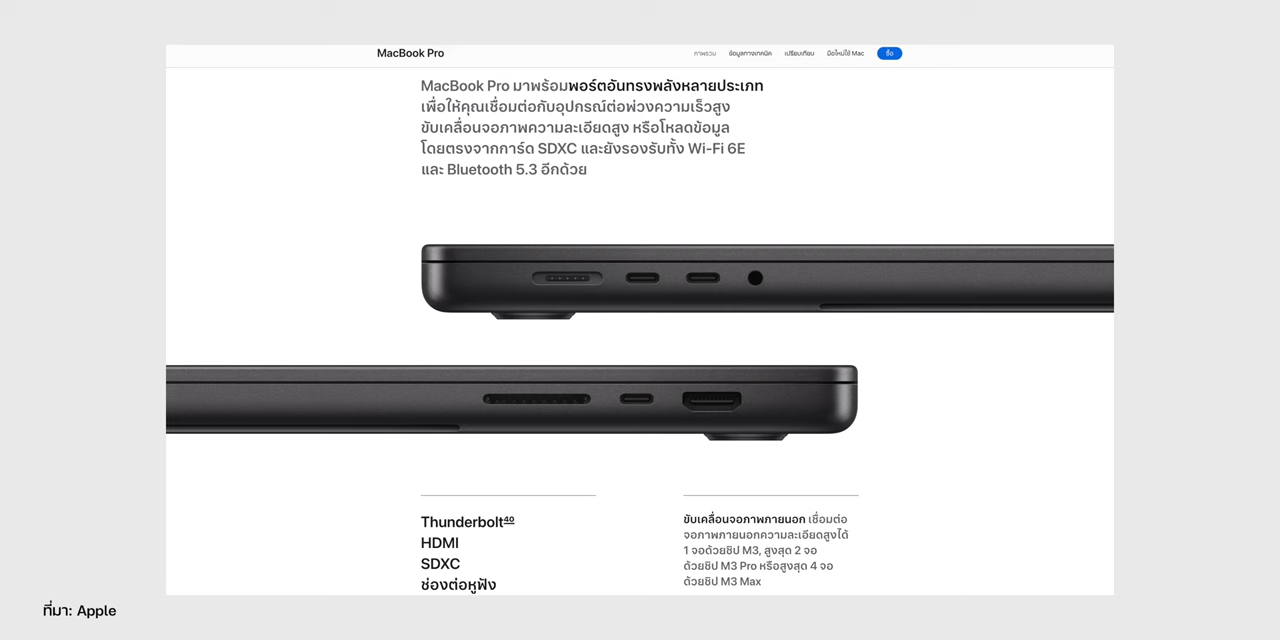 MacBook Pro
ภาพรวม ข้อมูลทางเทคนิค เปรียบเทียบ มือใหม่ใช้ Mac ซื้อ
MacBook Pro มาพร้อมพอร์ตอันทรงพลังหลายประเภท
เพื่อให้คุณเชื่อมต่อกับอุปกรณ์ต่อพ่วงความเร็วสูง
ขับเคลื่อนจอภาพความละเอียดสูง หรือโหลดข้อมูล
โดยตรงจากการ์ด SDXC และยังรองรับทั้ง Wi-Fi 6E
และ Bluetooth 5.3 อีกด้วย
Thunderbolt40
HDMI
SDXC
ช่องต่อหูฟัง
ขับเคลื่อนจอภาพภายนอก เชื่อมต่อ
จอภาพภายนอกความละเอียดสูงได้
1 จอด้วยชิป M3, สูงสุด 2 จอ
ด้วยชิป M3 Pro หรือสูงสุด 4 จอ
ด้วยชิป M3 Max
ที่มา: Apple